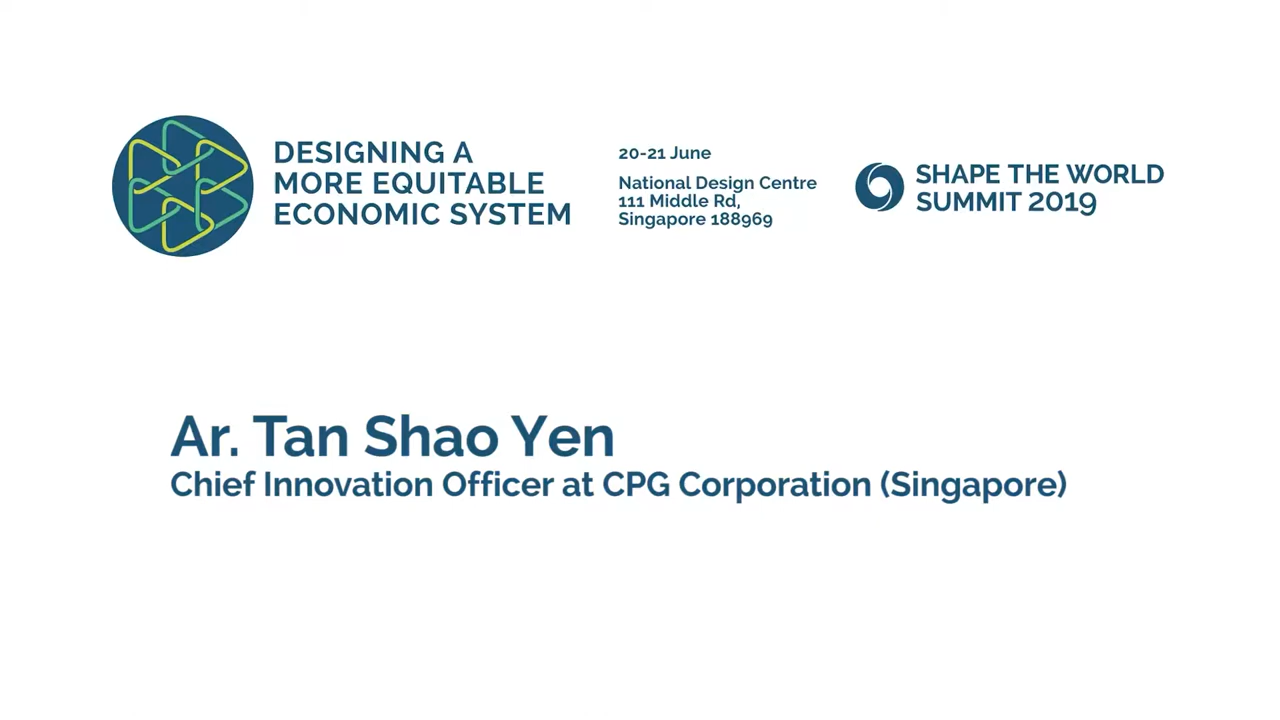 DESIGNING A
MORE EQUITABLE
ECONOMIC SYSTEM
20-21 June
National Design Centre
111 Middle Rd,
Singapore 188969
SHAPE THE WORLD
SUMMIT 2019
Ar. Tan Shao Yen
Chief Innovation Officer at CPG Corporation (Singapore)